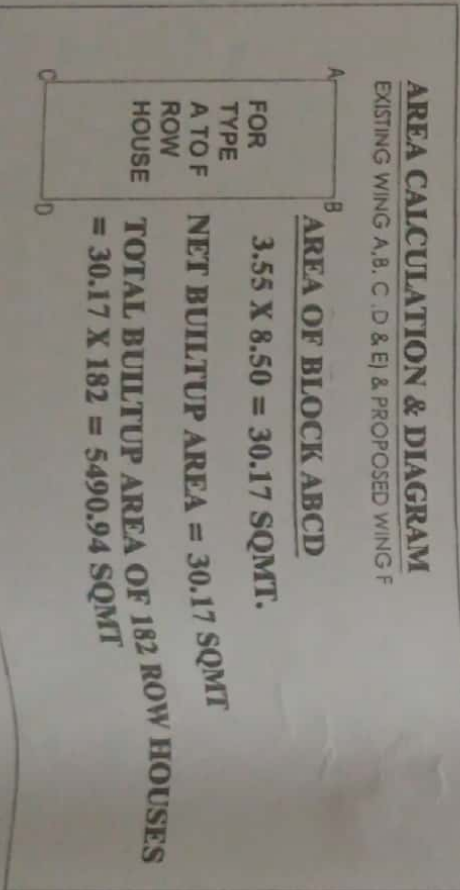 AREA CALCULATION & DIAGRAM
EXISTING WING A,B, C ,D & E) & PROPOSED WING F
A
B
C
D
FOR
TYPE
A TO F
ROW
HOUSE
AREA OF BLOCK ABCD
3.55 X 8.50 = 30.17 SQMT.
NET BUILTUP AREA = 30.17 SQMT
TOTAL BUILTUP AREA OF 182 ROW HOUSES
= 30.17 X 182 = 5490.94 SQMT